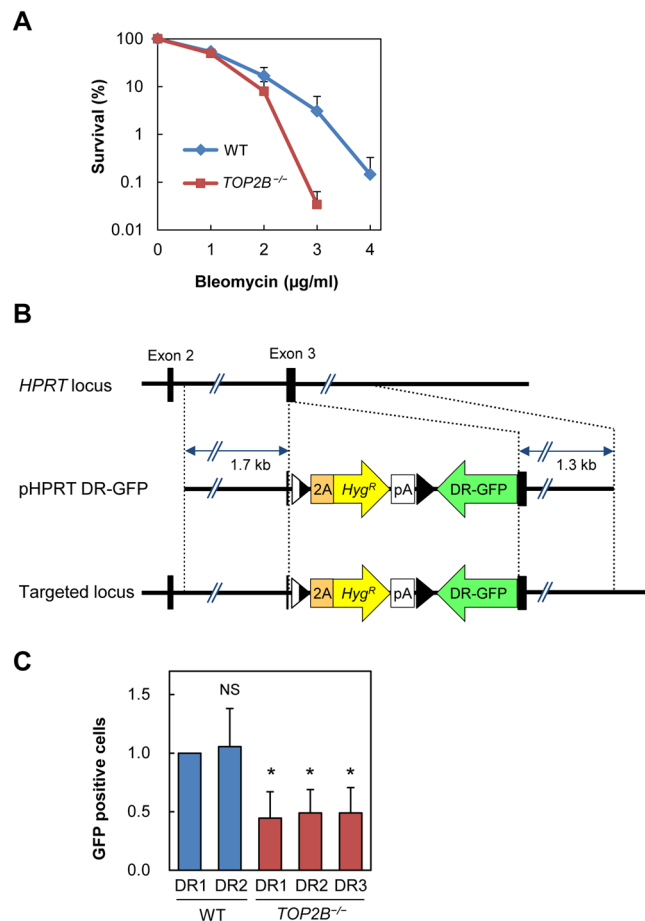 A
100
10
1
0.1
0.01
Survival (%)
WT
TOP2B−/−
0 1 2 3 4
Bleomycin (µg/ml)
B
Exon 2 Exon 3
HPRT locus
1.7 kb 1.3 kb
pHPRT DR-GFP 2A HygR pA DR-GFP
Targeted locus 2A HygR pA DR-GFP
C
1.5
1.0
0.5
0.0
GFP positive cells
NS
* * *
DR1 DR2 DR1 DR2 DR3
WT TOP2B−/−